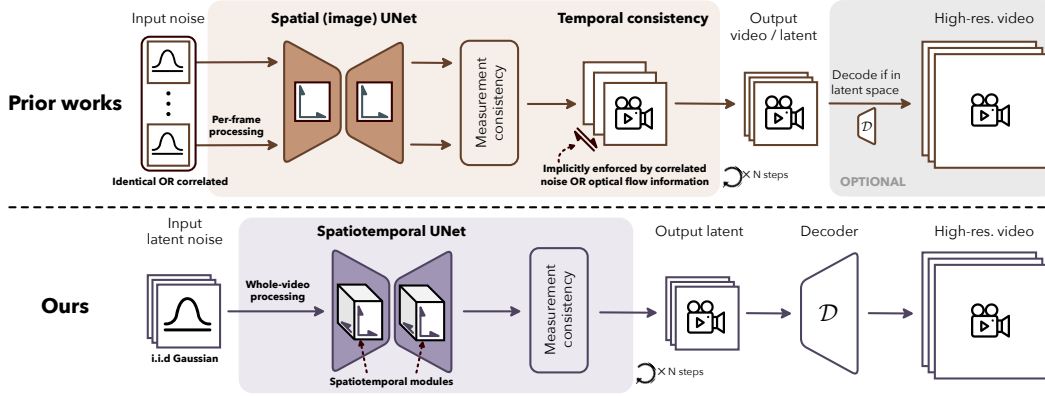 Input noise
Spatial (image) UNet
Temporal consistency
Output
video / latent
High-res. video
Prior works
Per-frame
processing
Measurement
consistency
Decode if in
latent space
D
Identical OR correlated
Implicitly enforced by correlated
noise OR optical flow information
× N steps
OPTIONAL
Input
latent noise
Spatiotemporal UNet
Output latent
Decoder
High-res. video
Ours
Whole-video
processing
Measurement
consistency
D
i.i.d Gaussian
Spatiotemporal modules
× N steps